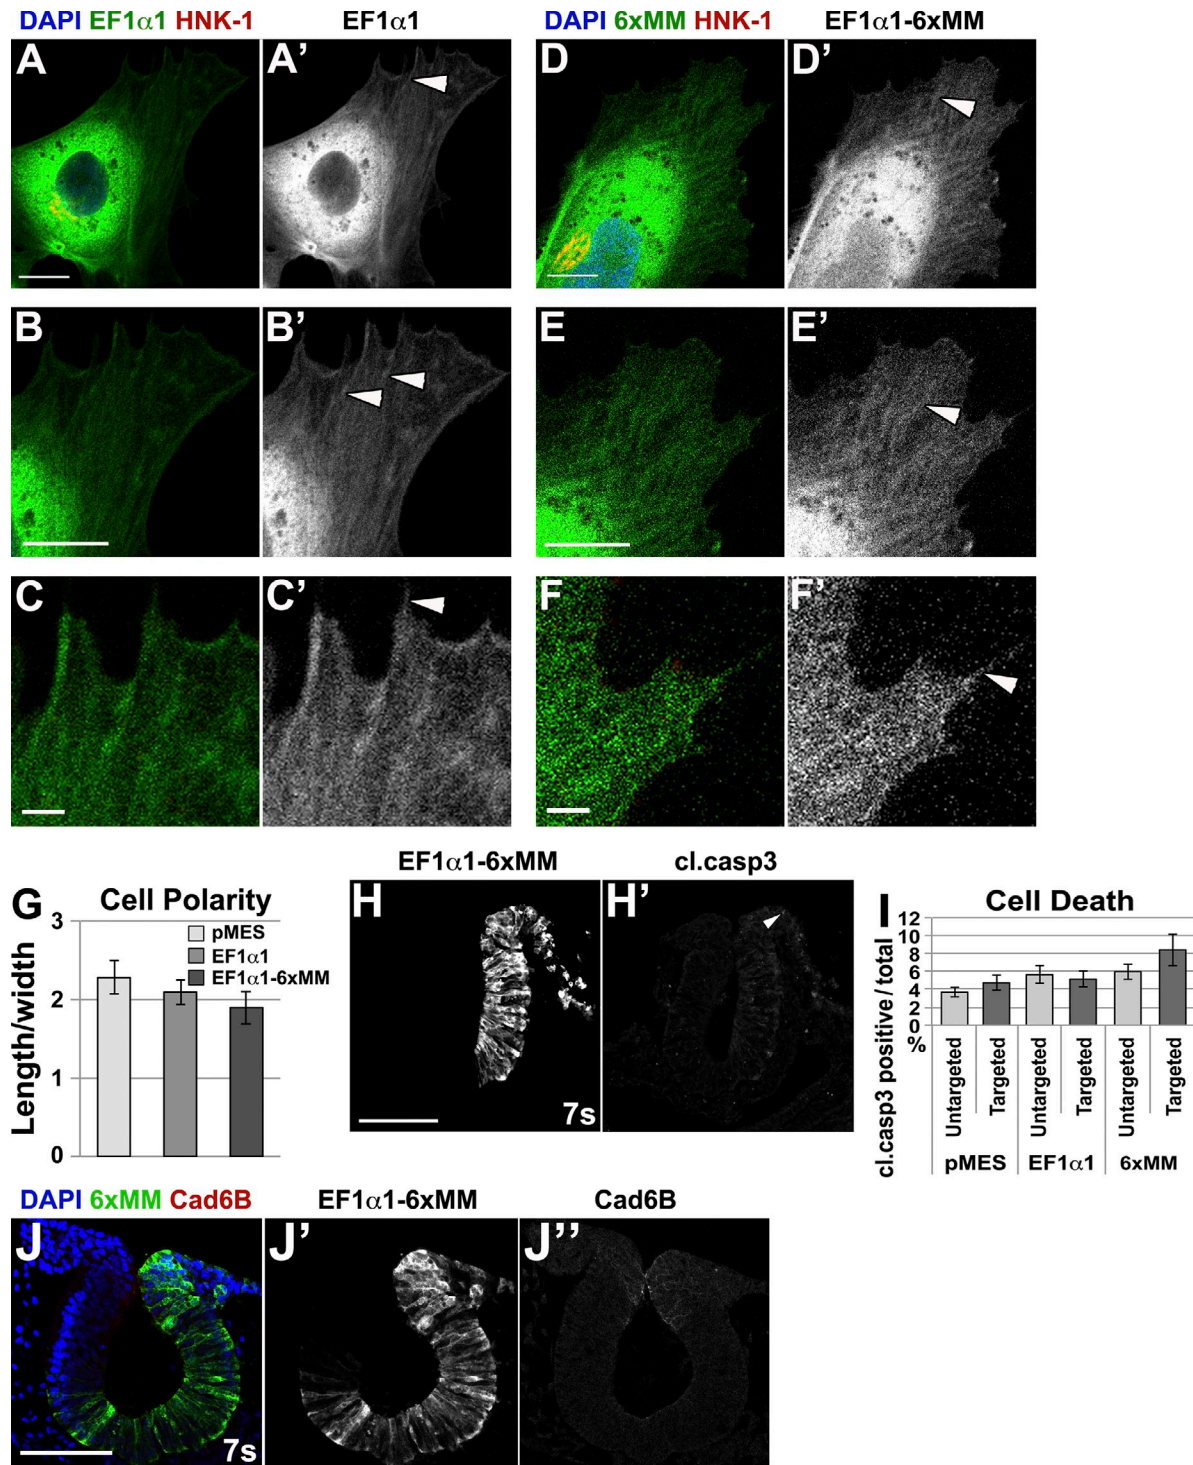 DAPI EF1α1 HNK-1
EF1α1
DAPI 6xMM HNK-1
EF1α1-6xMM
A
A’
D
D’
B
B’
E
E’
C
C’
F
F’
G
Cell Polarity
Length/width
3
2
1
0
pMES
EF1α1
EF1α1-6xMM
EF1α1-6xMM
cl.casp3
H
H’
7s
I
Cell Death
cl.casp3 positive/total
12
10
8
6
4
2
0
%
Untargeted
Targeted
Untargeted
Targeted
Untargeted
Targeted
pMES
EF1α1
6xMM
DAPI 6xMM Cad6B
EF1α1-6xMM
Cad6B
J
J’
J’’
7s